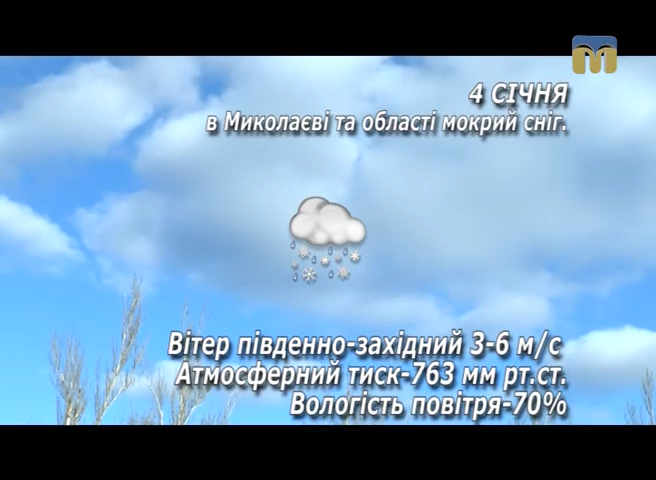 4 СІЧНЯ
в Миколаєві та області мокрий сніг.
Вітер південно-західний 3-6 м/с
Атмосферний тиск-763 мм рт.ст.
Вологість повітря-70%